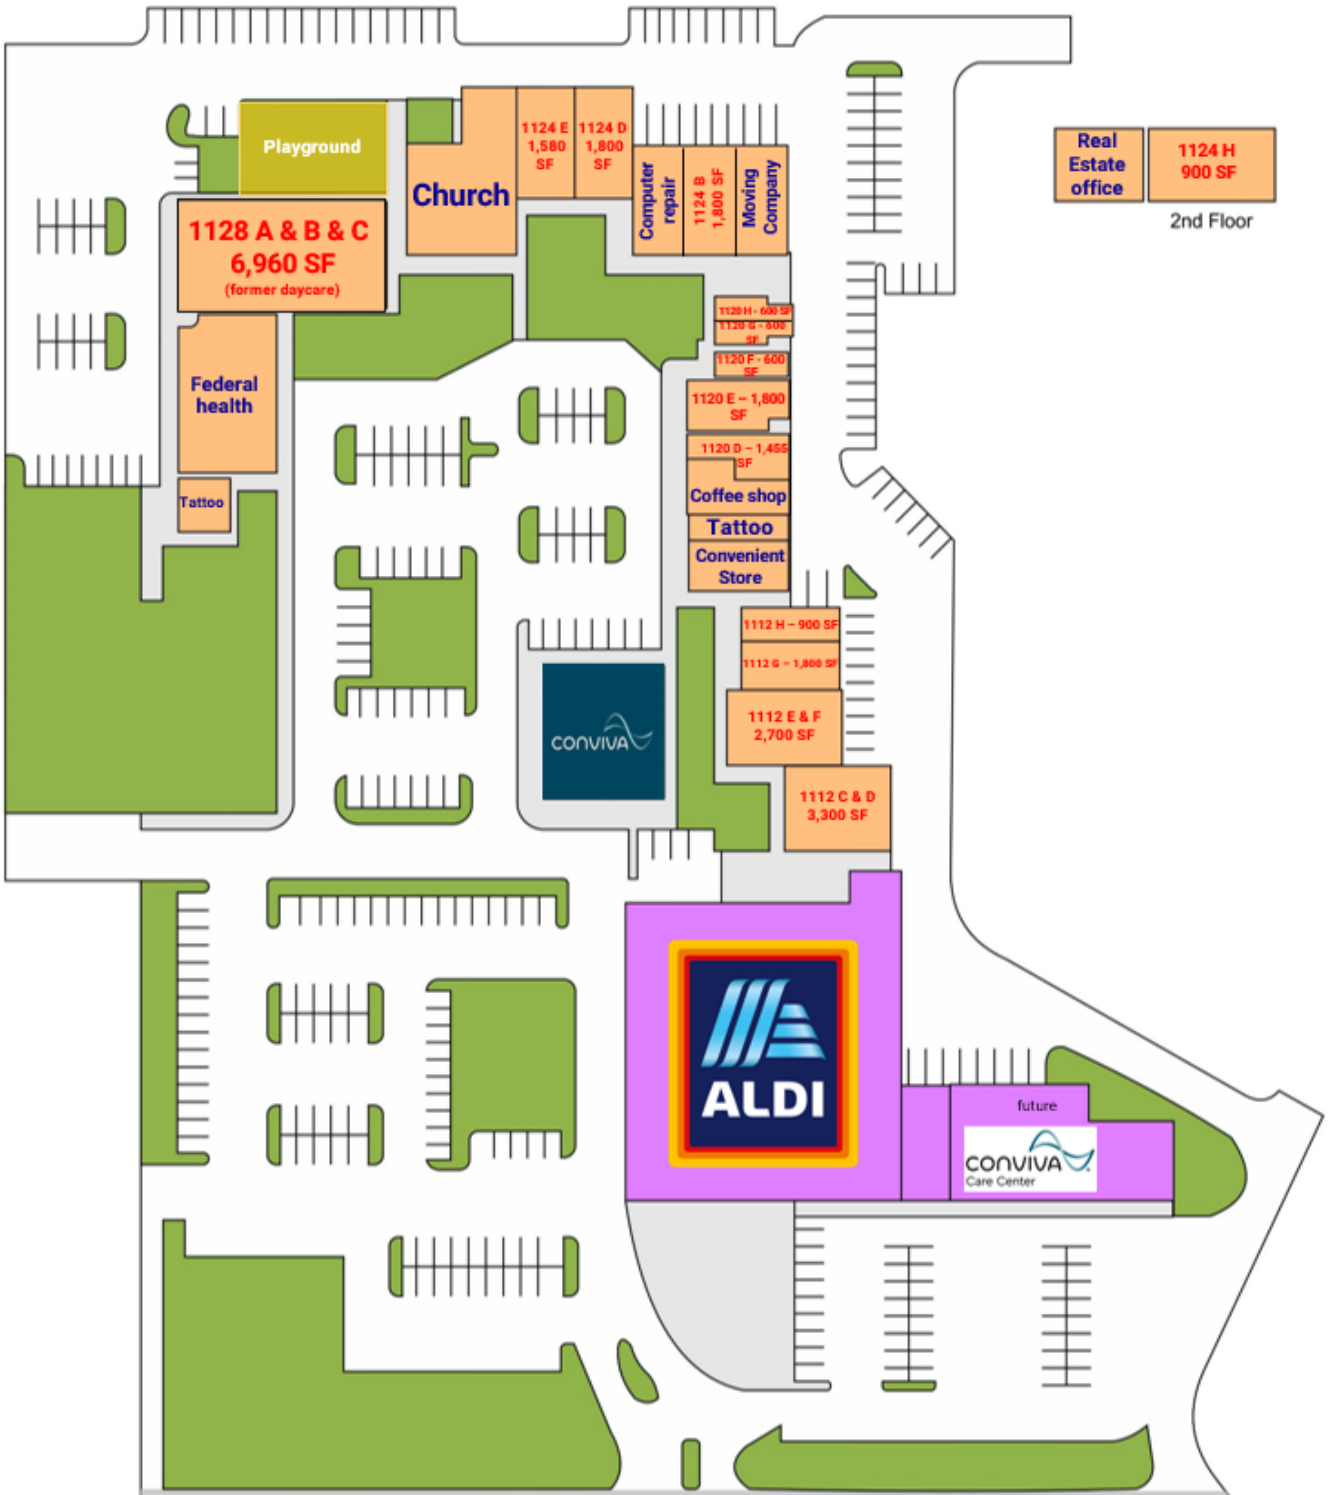 1124 E
1,580
SF
1124 D
1,800
SF
Playground
Church
Computer
repair
1124 B
1,800 SF
Moving
Company
Real
Estate
office
1124 H
900 SF
2nd Floor
1128 A & B & C
6,960 SF
(former daycare)
1120 H - 600 SF
1120 G - 600
SF
1120 F - 600
SF
Federal
health
1120 E – 1,800
SF
1120 D – 1,455
SF
Coffee shop
Tattoo
Tattoo
Convenient
Store
1112 H – 900 SF
1112 G – 1,800 SF
1112 E & F
2,700 SF
CONVIVA
1112 C & D
3,300 SF
ALDI
future
CONVIVA
Care Center